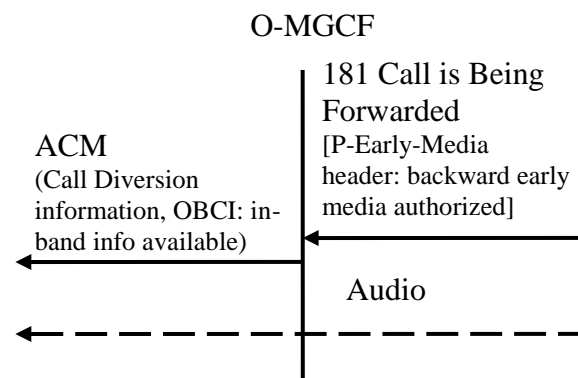 O-MGCF
181 Call is Being
Forwarded
[P-Early-Media
header: backward early
media authorized]
ACM
(Call Diversion
information, OBCI: in-
band info available)
Audio